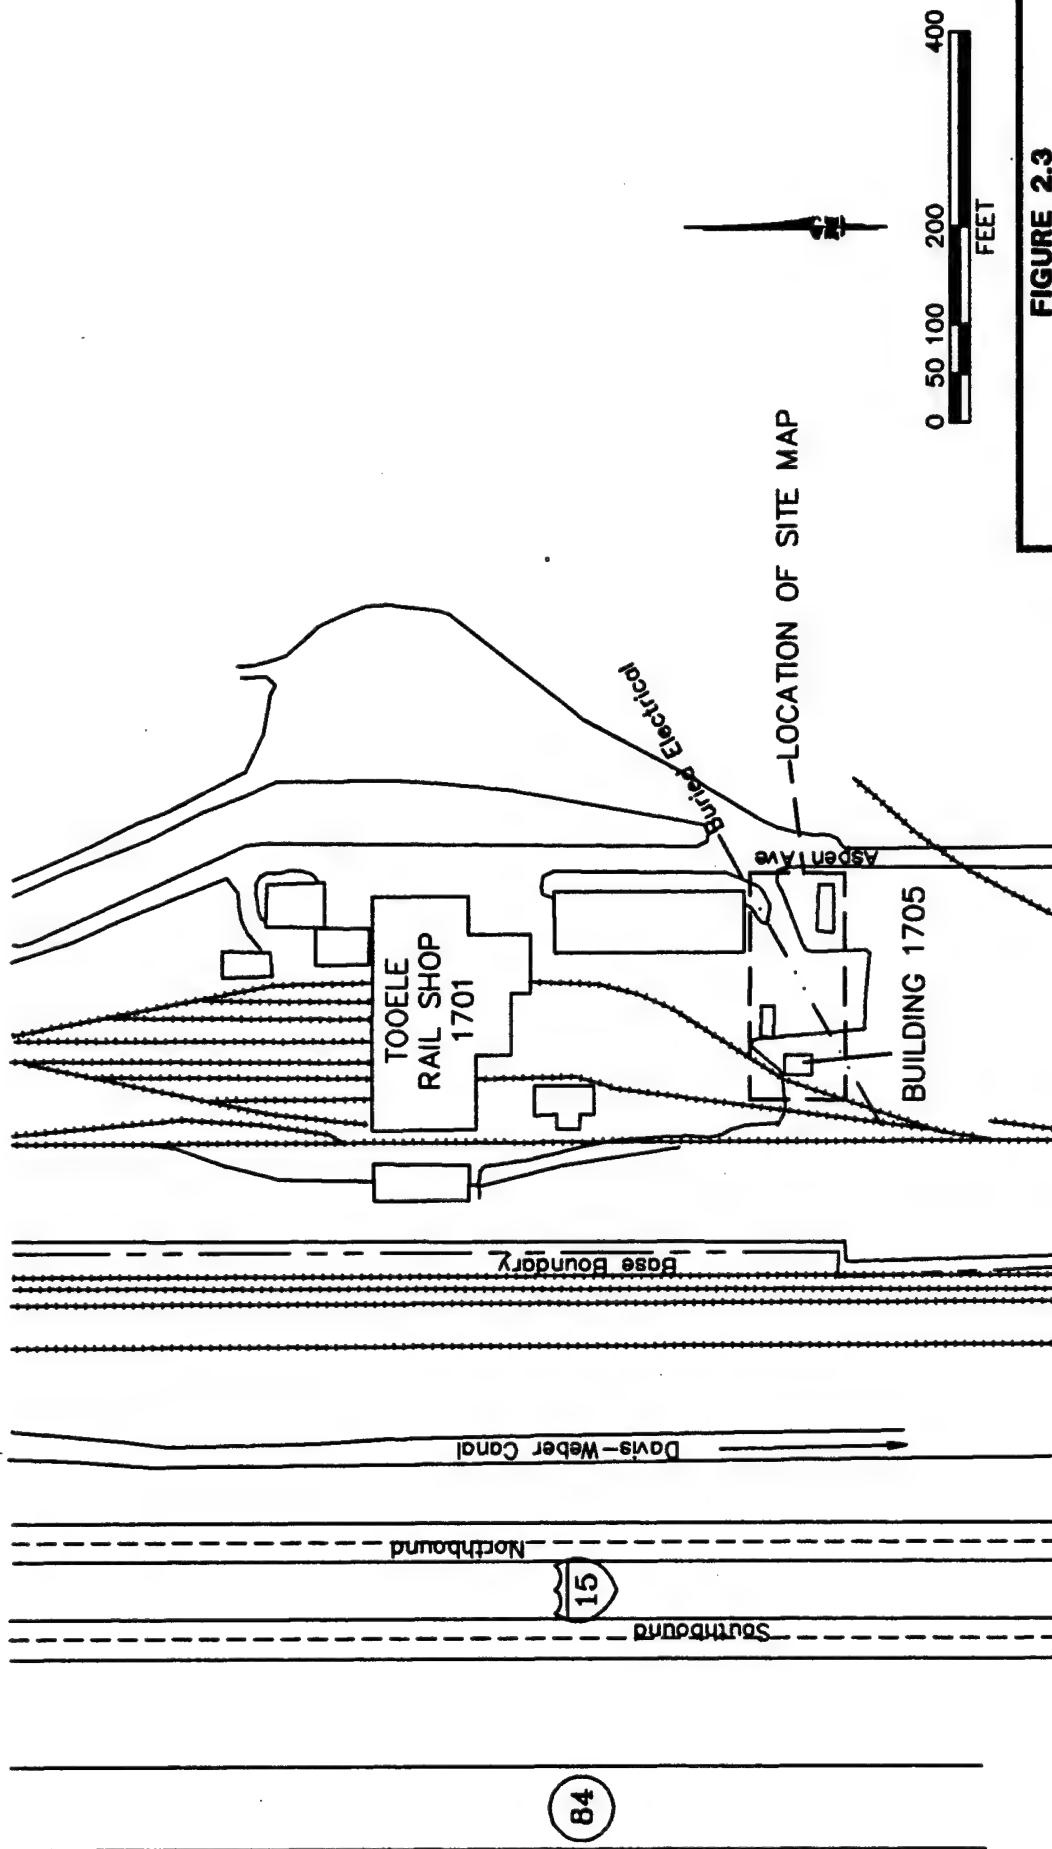 0 50 100 200 400
FEET
FIGURE 2.3
LOCATION OF SITE MAP
Buried Electrical
Aspen Ave
TOOELE
RAIL SHOP
1701
BUILDING 1705
Base Boundary
Davis-Weber Canal
Northbound
15
Southbound
84